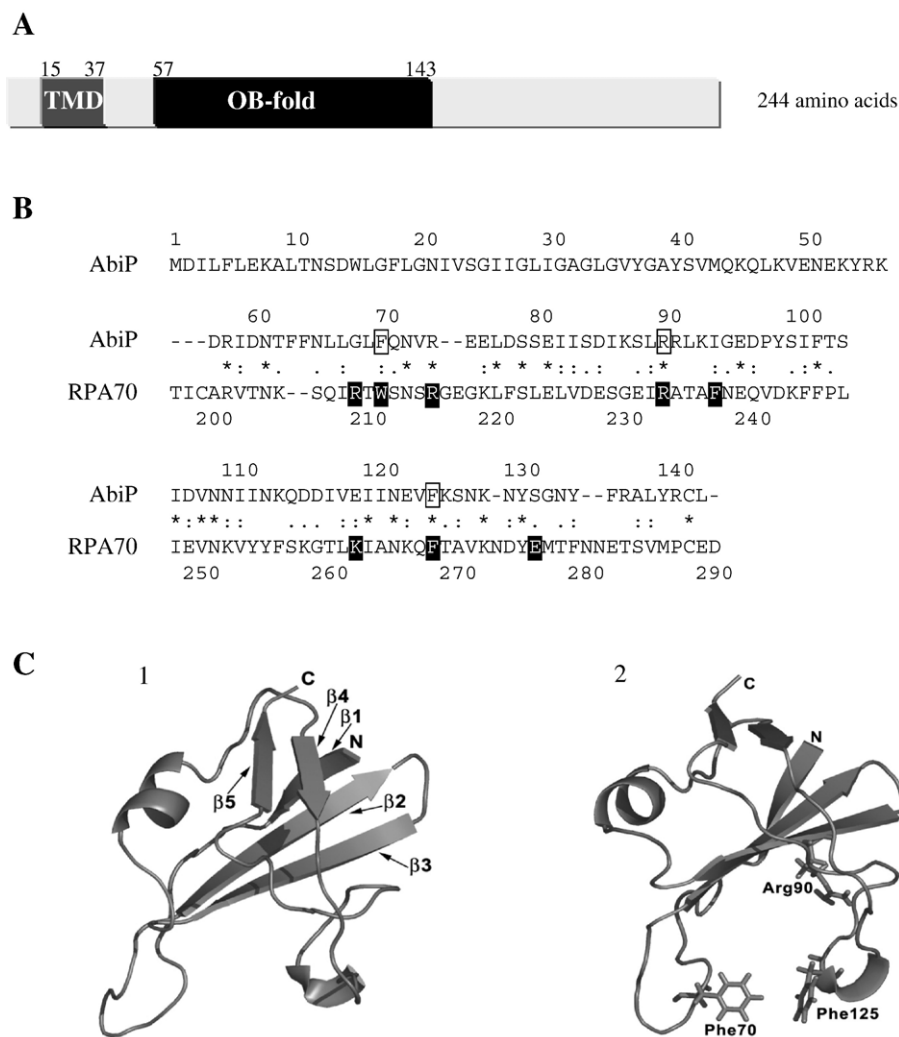 A
15 37 57 143
TMD OB-fold 244 amino acids
B
1 10 20 30 40 50
AbiP MDILFLEKALTNSDWLGFLGNIVSGIIGLIGAGLGVYGAYSVMQKQLKVENEKYRK
60 70 80 90 100
AbiP ---DRIDNTFFNLLGLFQNVR--EELDSSEIISDIKSLRRLKIGEDPYSIFTS
RPA70 TICARVTNK--SQIRTWSNSRGEGKLFSLELVDESGEIRATAFNEQVDKFFPL
200 210 220 230 240
110 120 130 140
AbiP IDVNNIINKQDDIVEIINEVFKSNK-NYSGNY--FRALYRCL-
RPA70 IEVNKVYYFSKGTLKIANKQFTAVKNDYEMTFNNETSVMPCED
250 260 270 280 290
C
1 2
C
β4
β1
N
β5
β2
β3
C
N
Arg90
Phe70
Phe125